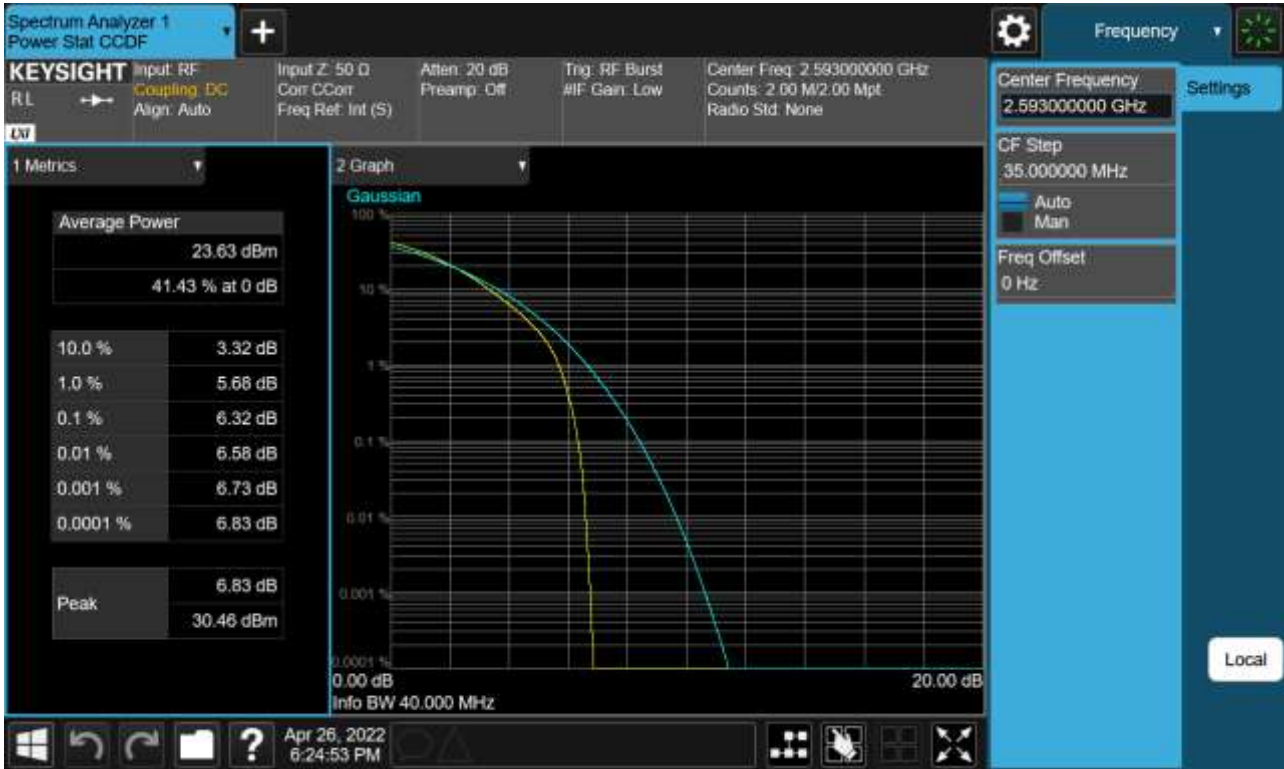 Spectrum Analyzer 1
Power Stat CCDF
+
Frequency
KEYSIGHT
RL
LXI
Input: RF
Coupling: DC
Align: Auto
Input Z: 50 Ω
Corr CCorr
Freq Ref: Int (S)
Atten: 20 dB
Preamp: Off
Trig: RF Burst
#IF Gain: Low
Center Freq: 2.593000000 GHz
Counts: 2.00 M/2.00 Mpt
Radio Std: None
Center Frequency
2.593000000 GHz
Settings
CF Step
35.000000 MHz
Auto
Man
Freq Offset
0 Hz
1 Metrics
Average Power
23.63 dBm
41.43 % at 0 dB
10.0 % 3.32 dB
1.0 % 5.68 dB
0.1 % 6.32 dB
0.01 % 6.58 dB
0.001 % 6.73 dB
0.0001 % 6.83 dB
Peak 6.83 dB
30.46 dBm
2 Graph
Gaussian
100 %
10 %
1 %
0.1 %
0.01 %
0.001 %
0.0001 %
0.00 dB 20.00 dB
Info BW 40.000 MHz
Local
?
Apr 26, 2022
6:24:53 PM